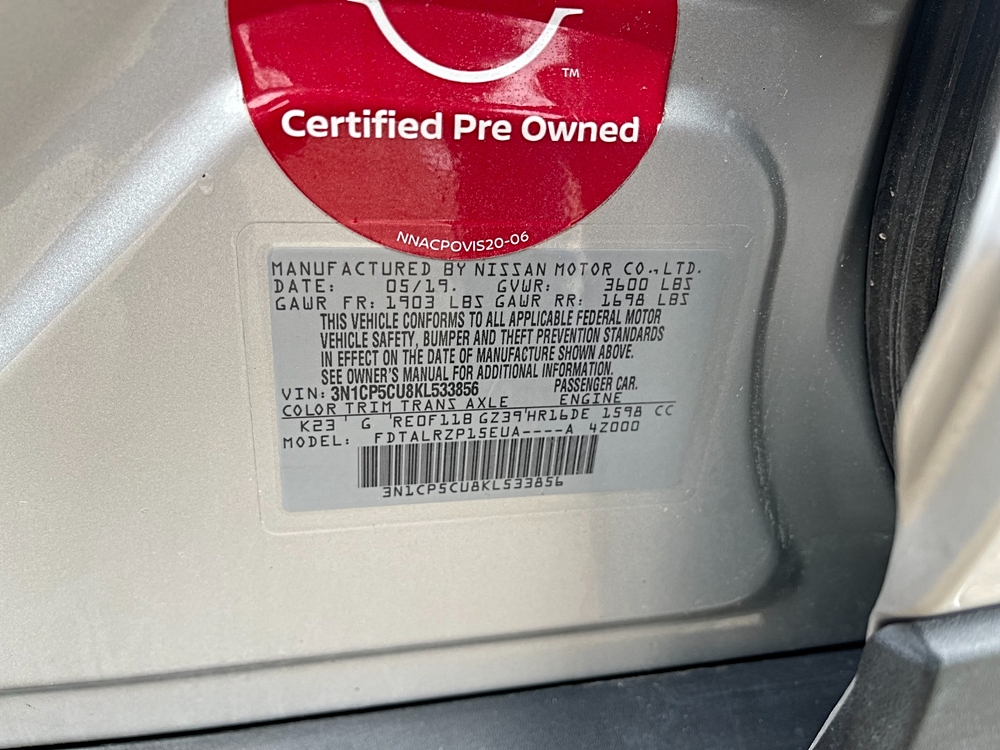 TM
Certified Pre Owned
NNACPOVIS20-06
MANUFACTURED BY NISSAN MOTOR CO.,LTD.
DATE: 05/19. GVWR: 3600 LBS
GAWR FR: 1903 LBS GAWR RR: 1698 LBS
THIS VEHICLE CONFORMS TO ALL APPLICABLE FEDERAL MOTOR
VEHICLE SAFETY, BUMPER AND THEFT PREVENTION STANDARDS
IN EFFECT ON THE DATE OF MANUFACTURE SHOWN ABOVE.
SEE OWNER'S MANUAL FOR ADDITIONAL INFORMATION.
VIN: 3N1CP5CU8KL533856 PASSENGER CAR.
COLOR TRIM TRANS AXLE ENGINE
K23 G 'RE0F11B GZ39'HR16DE 1598 CC
MODEL: FDTALRZP15EUA----A 4Z000
3N1CP5CU8KL533856